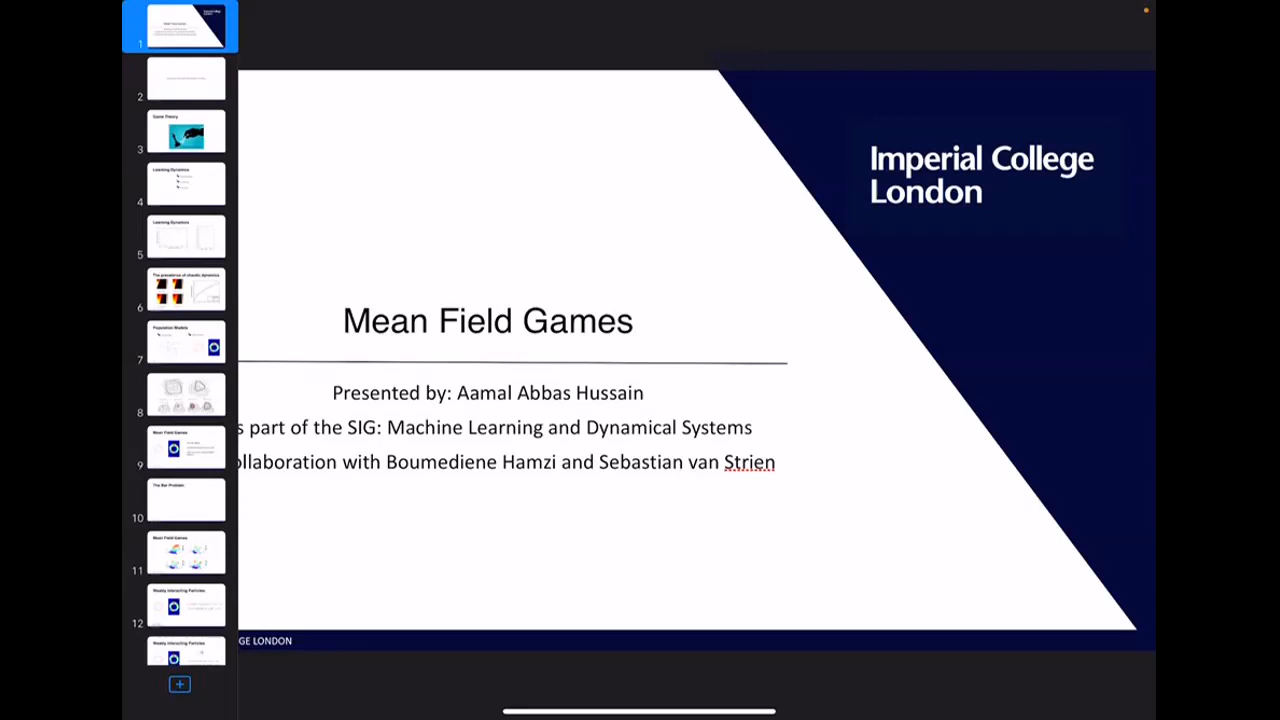 1
2
3
Game Theory
4
Learning Dynamics
5
Learning Dynamics
6
The prevalence of chaotic dynamics
7
Population Models
8
9
Mean Field Games
10
The Bar Problem
11
Mean Field Games
12
Weakly Interacting Particles
Weakly Interacting Particles
Imperial College
London
Mean Field Games
Presented by: Aamal Abbas Hussain
s part of the SIG: Machine Learning and Dynamical Systems
ollaboration with Boumediene Hamzi and Sebastian van Strien
GE LONDON